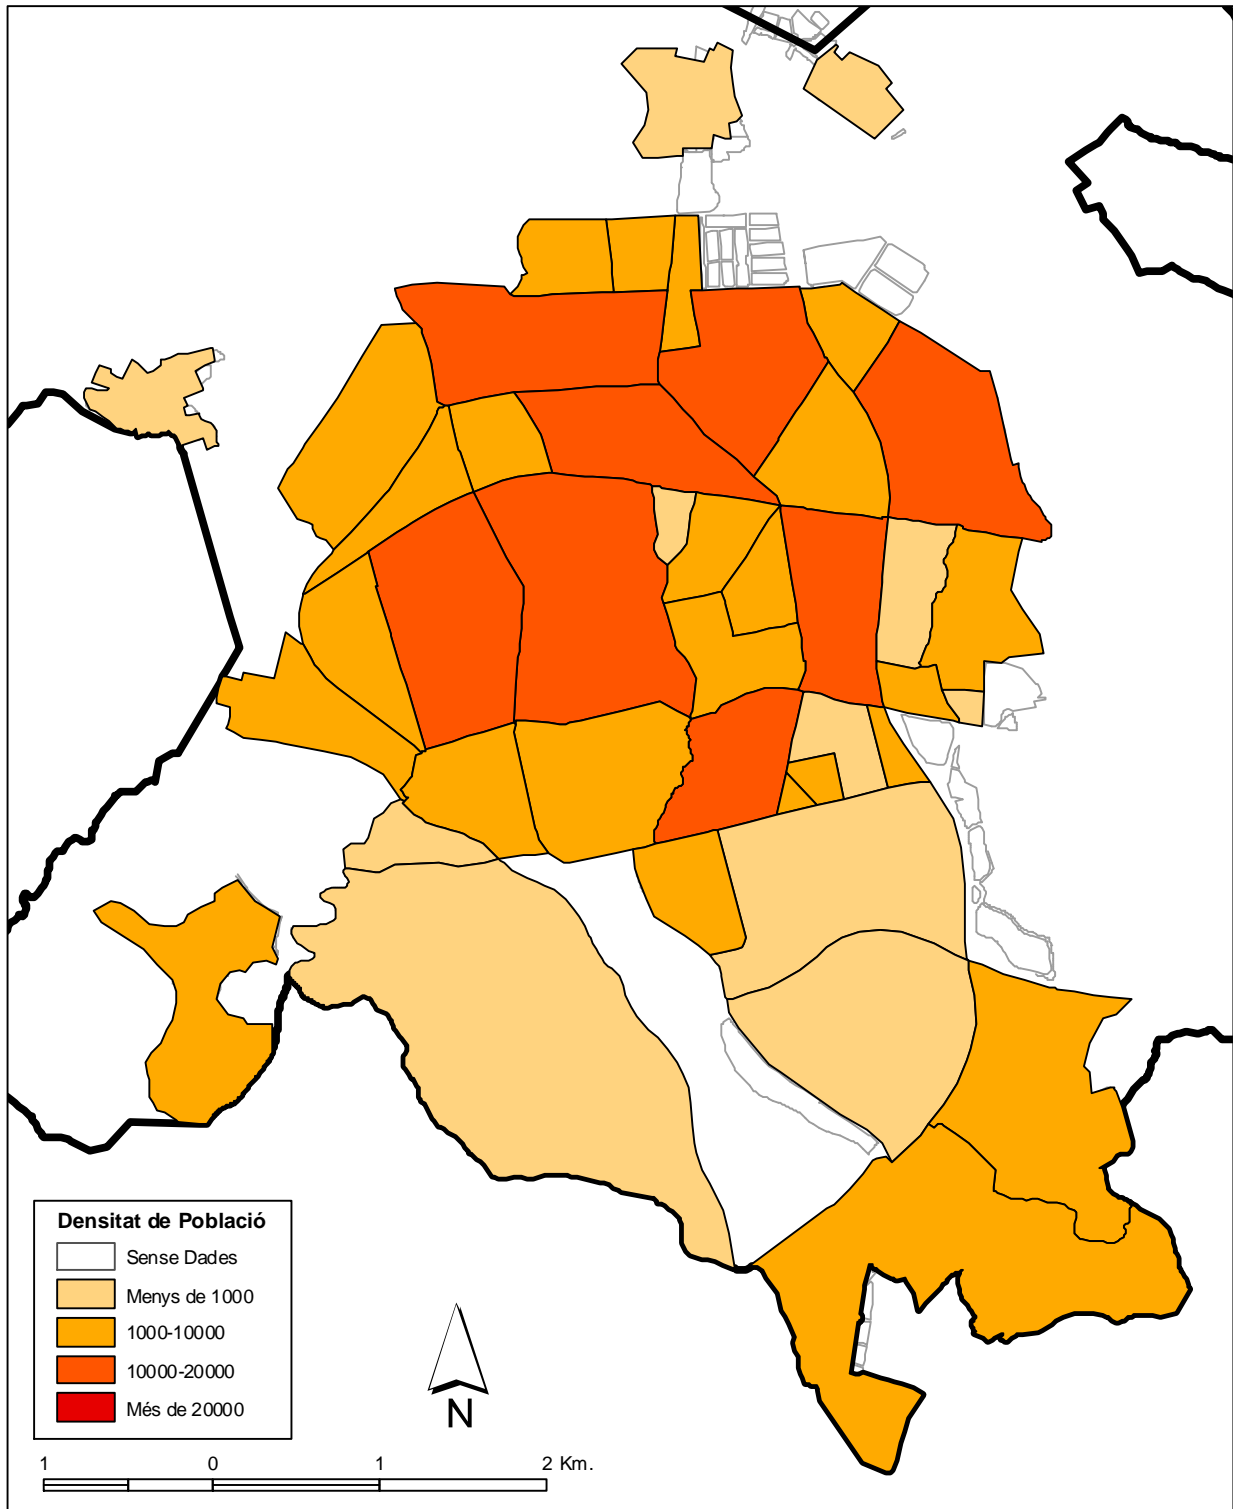 Densitat de Població
Sense Dades
Menys de 1000
1000-10000
10000-20000
Més de 20000
N
1 0 1 2 Km.